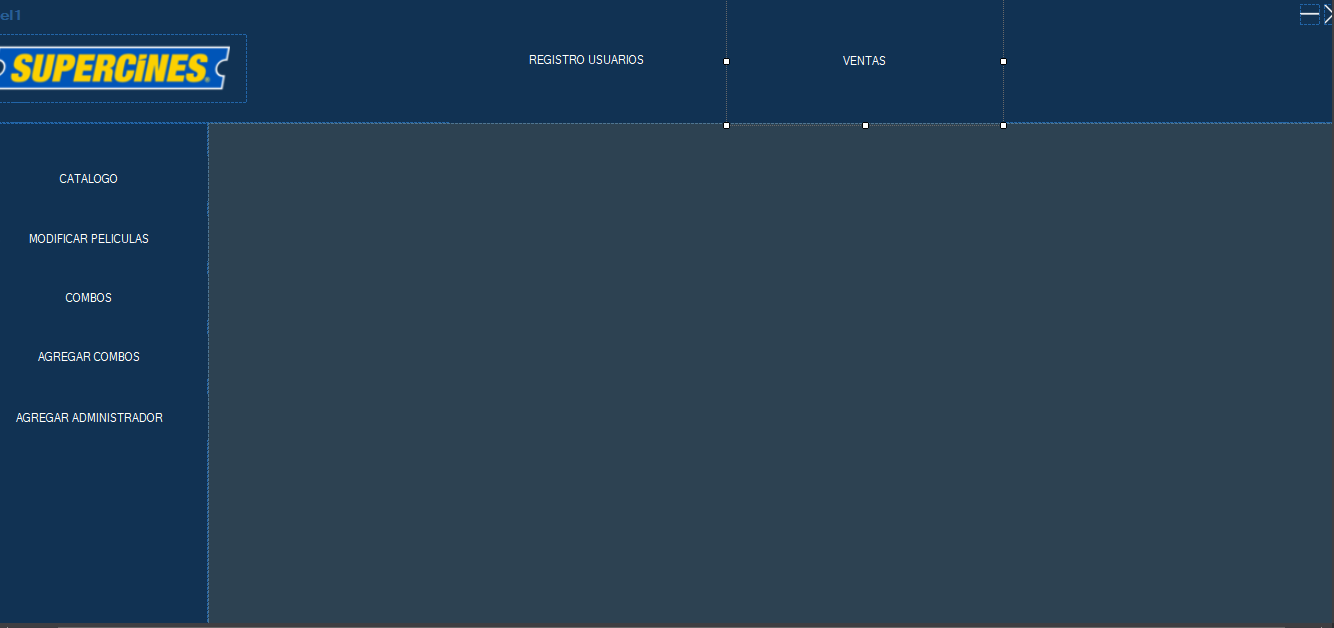 el1
SUPERCINES
REGISTRO USUARIOS
VENTAS
CATALOGO
MODIFICAR PELICULAS
COMBOS
AGREGAR COMBOS
AGREGAR ADMINISTRADOR